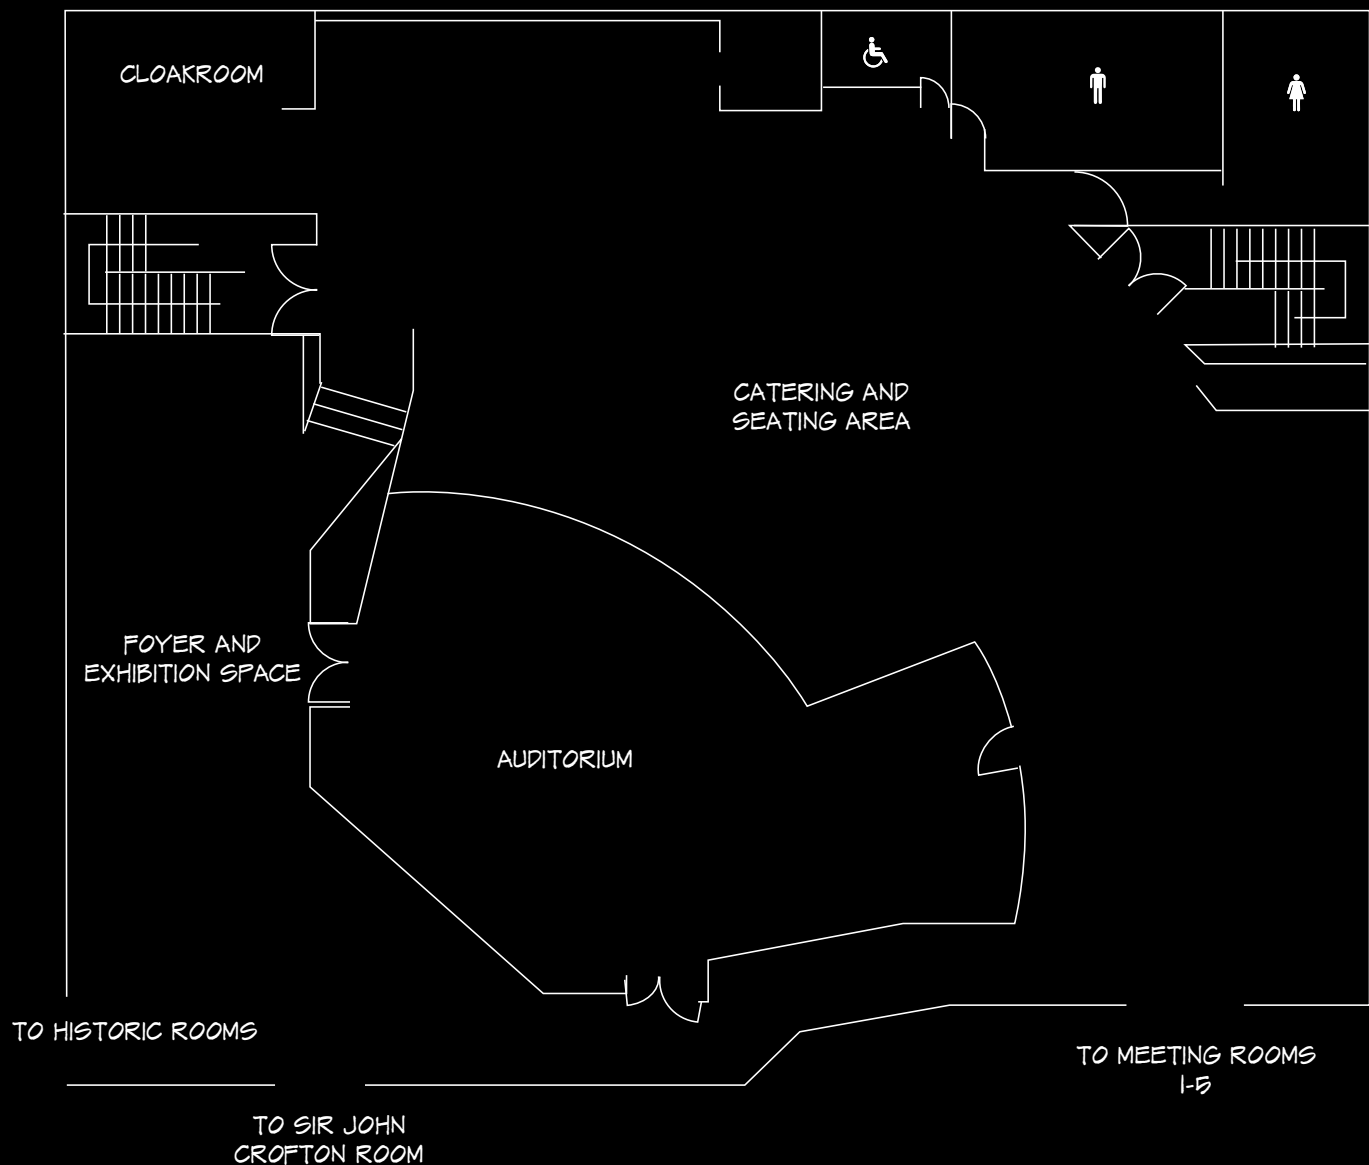 CLOAKROOM
CATERING AND
SEATING AREA
FOYER AND
EXHIBITION SPACE
AUDITORIUM
TO HISTORIC ROOMS
TO MEETING ROOMS
1-5
TO SIR JOHN
CROFTON ROOM